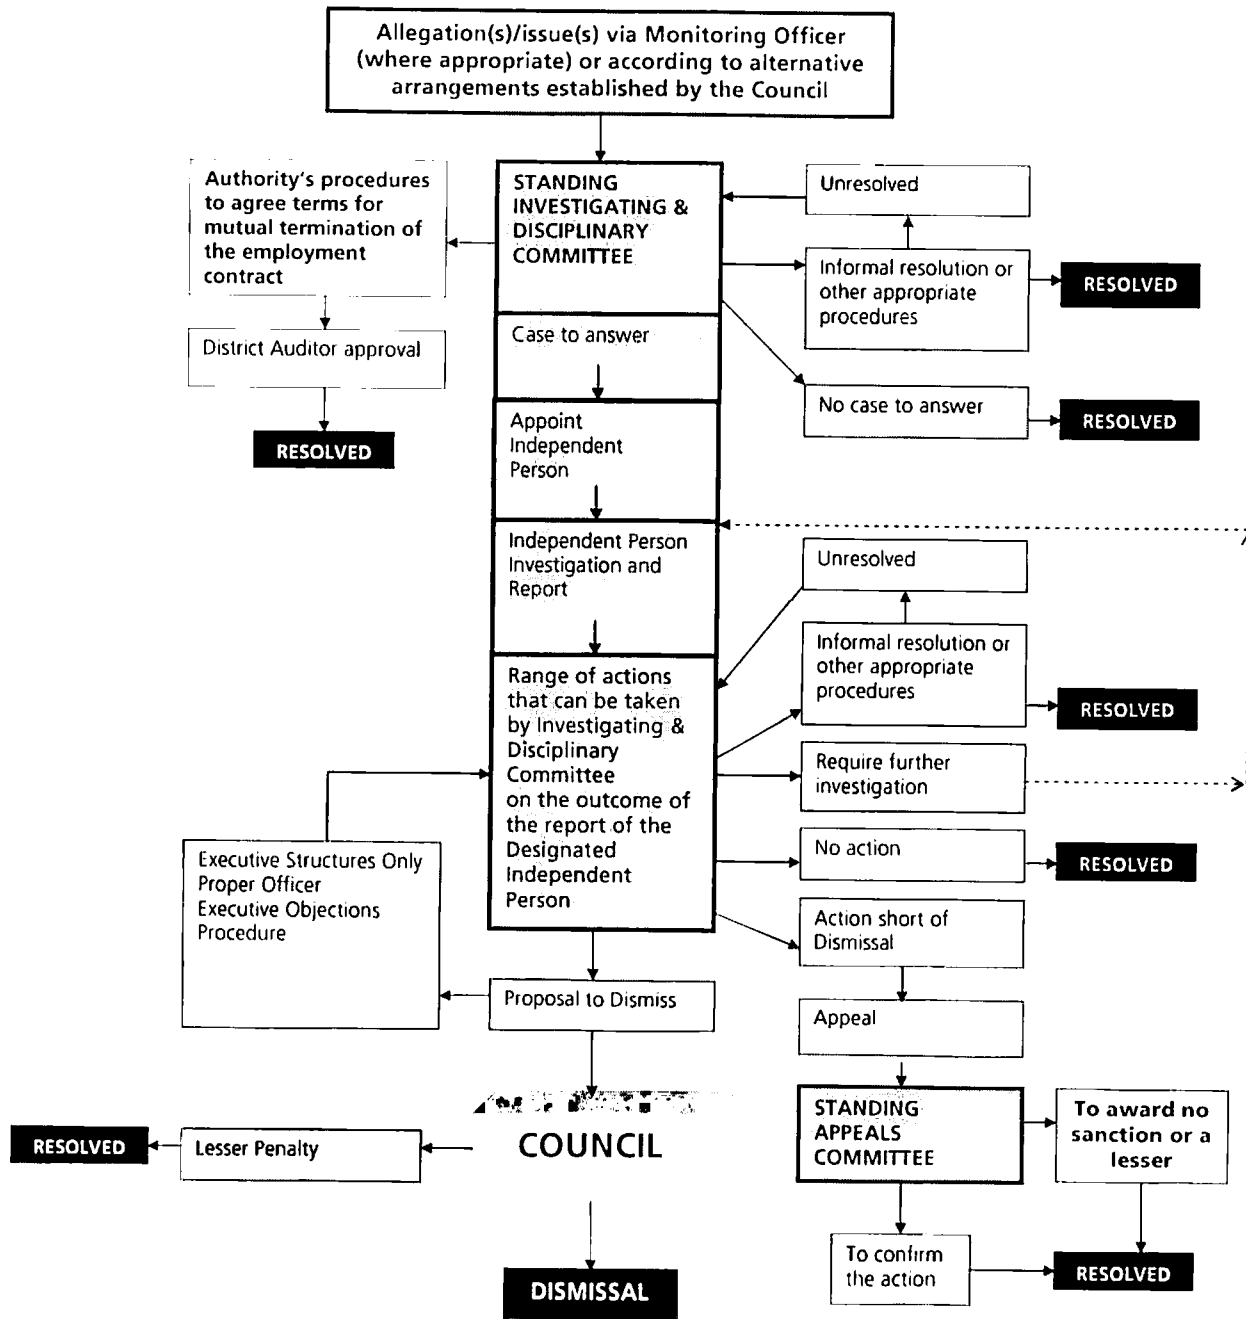 Allegation(s)/issue(s) via Monitoring Officer
(where appropriate) or according to alternative
arrangements established by the Council
Authority's procedures
to agree terms for
mutual termination of
the employment
contract
District Auditor approval
RESOLVED
STANDING
INVESTIGATING &
DISCIPLINARY
COMMITTEE
Unresolved
Informal resolution or
other appropriate
procedures
RESOLVED
Case to answer
No case to answer
RESOLVED
Appoint
Independent
Person
Independent Person
Investigation and
Report
Unresolved
Informal resolution or
other appropriate
procedures
RESOLVED
Range of actions
that can be taken
by Investigating &
Disciplinary
Committee
on the outcome of
the report of the
Designated
Independent
Person
Require further
investigation
No action
RESOLVED
Action short of
Dismissal
Executive Structures Only
Proper Officer
Executive Objections
Procedure
Proposal to Dismiss
Appeal
COUNCIL
Lesser Penalty
RESOLVED
STANDING
APPEALS
COMMITTEE
To award no
sanction or a
lesser
To confirm
the action
RESOLVED
DISMISSAL